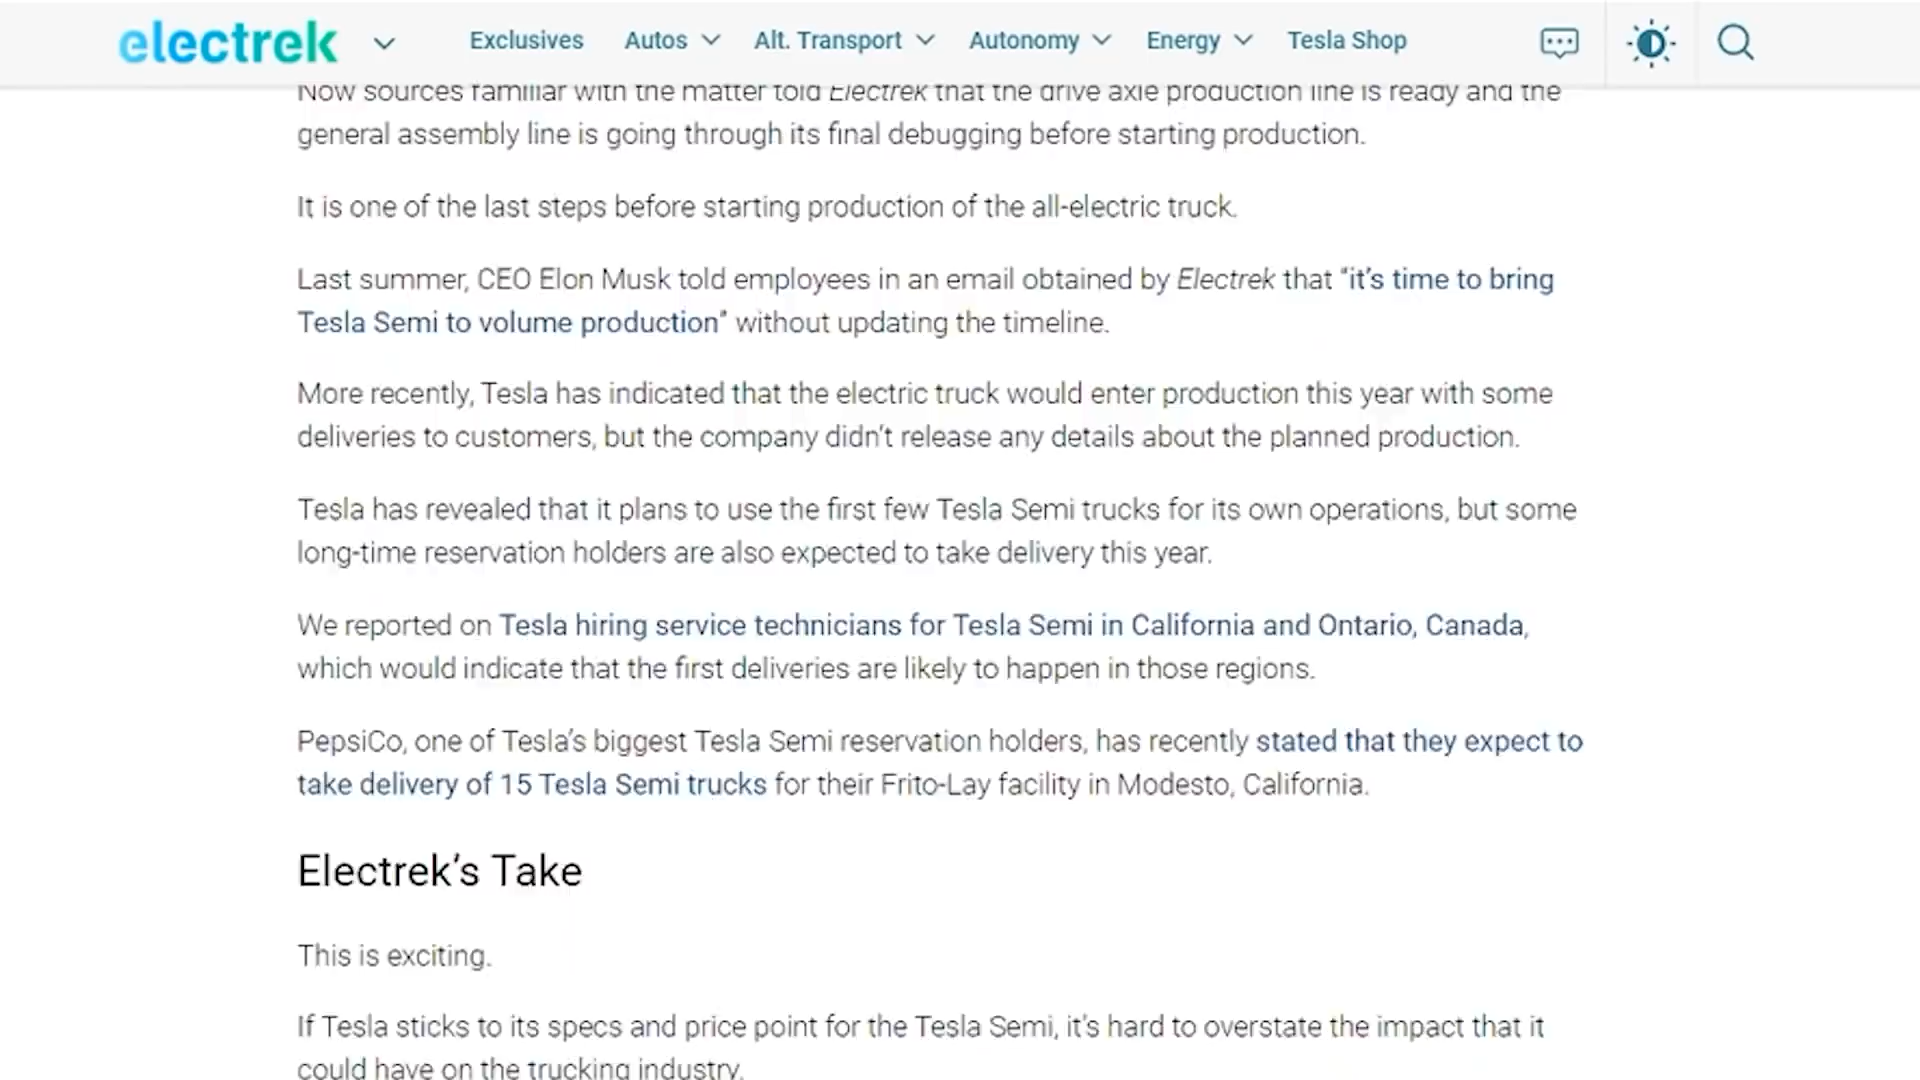 electrek Exclusives Autos Alt. Transport Autonomy Energy Tesla Shop
Now sources familiar with the matter told Electrek that the drive axle production line is ready and the
general assembly line is going through its final debugging before starting production.
It is one of the last steps before starting production of the all-electric truck.
Last summer, CEO Elon Musk told employees in an email obtained by Electrek that “it’s time to bring
Tesla Semi to volume production” without updating the timeline.
More recently, Tesla has indicated that the electric truck would enter production this year with some
deliveries to customers, but the company didn’t release any details about the planned production.
Tesla has revealed that it plans to use the first few Tesla Semi trucks for its own operations, but some
long-time reservation holders are also expected to take delivery this year.
We reported on Tesla hiring service technicians for Tesla Semi in California and Ontario, Canada,
which would indicate that the first deliveries are likely to happen in those regions.
PepsiCo, one of Tesla’s biggest Tesla Semi reservation holders, has recently stated that they expect to
take delivery of 15 Tesla Semi trucks for their Frito-Lay facility in Modesto, California.
Electrek’s Take
This is exciting.
If Tesla sticks to its specs and price point for the Tesla Semi, it’s hard to overstate the impact that it
could have on the trucking industry.